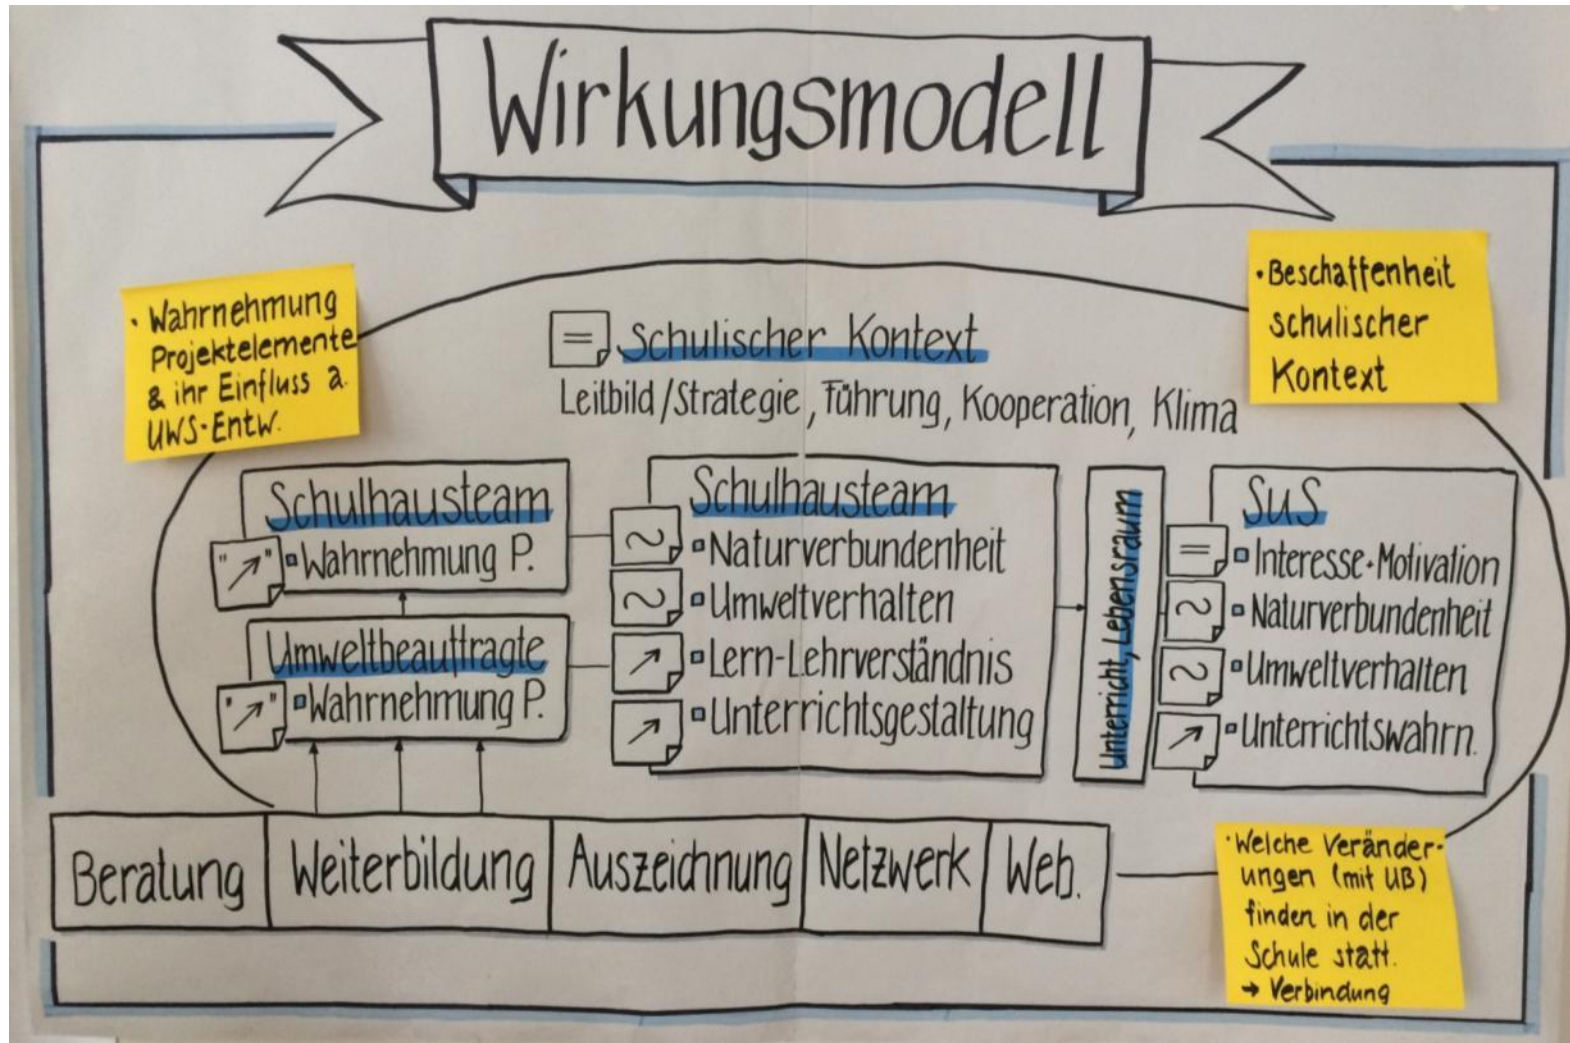 Wirkungsmodell
· Wahrnehmung
Projektelemente
& ihr Einfluss a.
UWS-Entw.
· Beschaffenheit
schulischer
Kontext
= Schulischer Kontext
Leitbild/Strategie, Führung, Kooperation, Klima
Schulhausteam
"↗" Wahrnehmung P.
Umweltbeauftragte
"↗" Wahrnehmung P.
Schulhausteam
~ Naturverbundenheit
~ Umweltverhalten
↗ Lern-Lehrverständnis
↗ Unterrichtsgestaltung
Unterricht, Lebensraum
SuS
= Interesse·Motivation
~ Naturverbundenheit
~ Umweltverhalten
↗ Unterrichtswahrn.
Beratung
Weiterbildung
Auszeichnung
Netzwerk
Web.
· Welche Veränder-
ungen (mit UB)
finden in der
Schule statt.
→ Verbindung